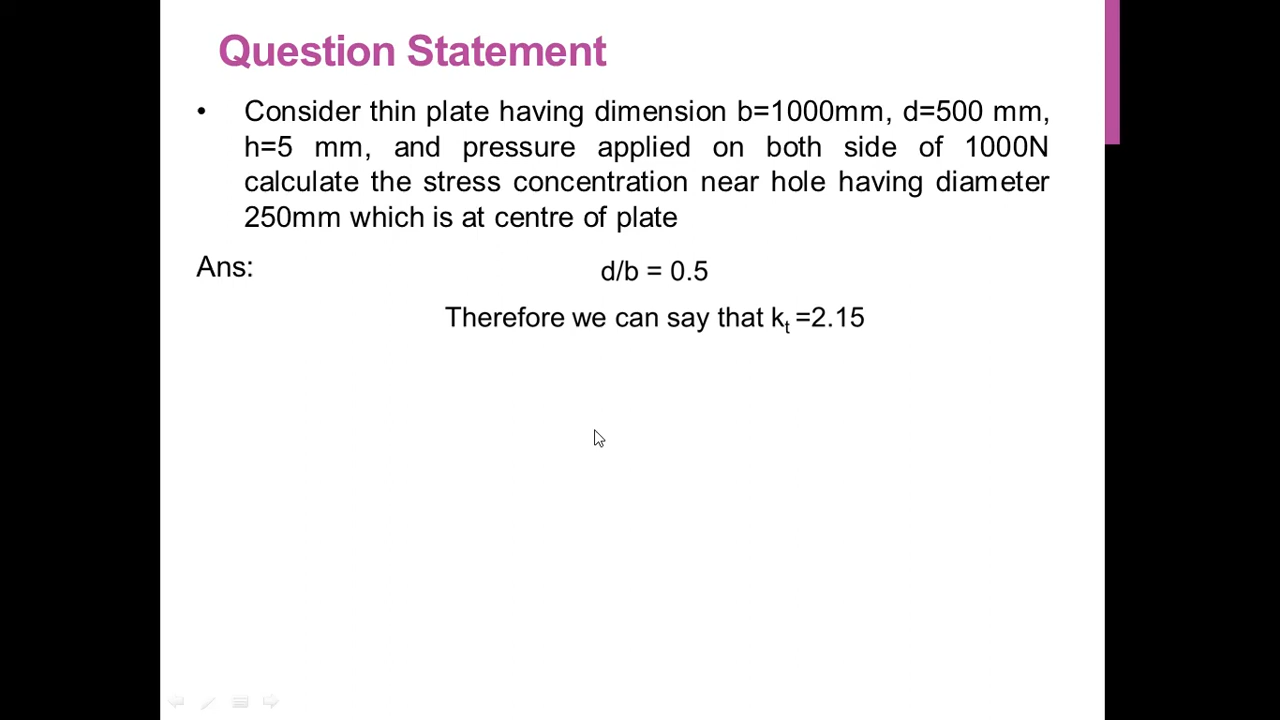 Question Statement
• Consider thin plate having dimension b=1000mm, d=500 mm,
h=5 mm, and pressure applied on both side of 1000N
calculate the stress concentration near hole having diameter
250mm which is at centre of plate
Ans:
d/b = 0.5
Therefore we can say that kt =2.15